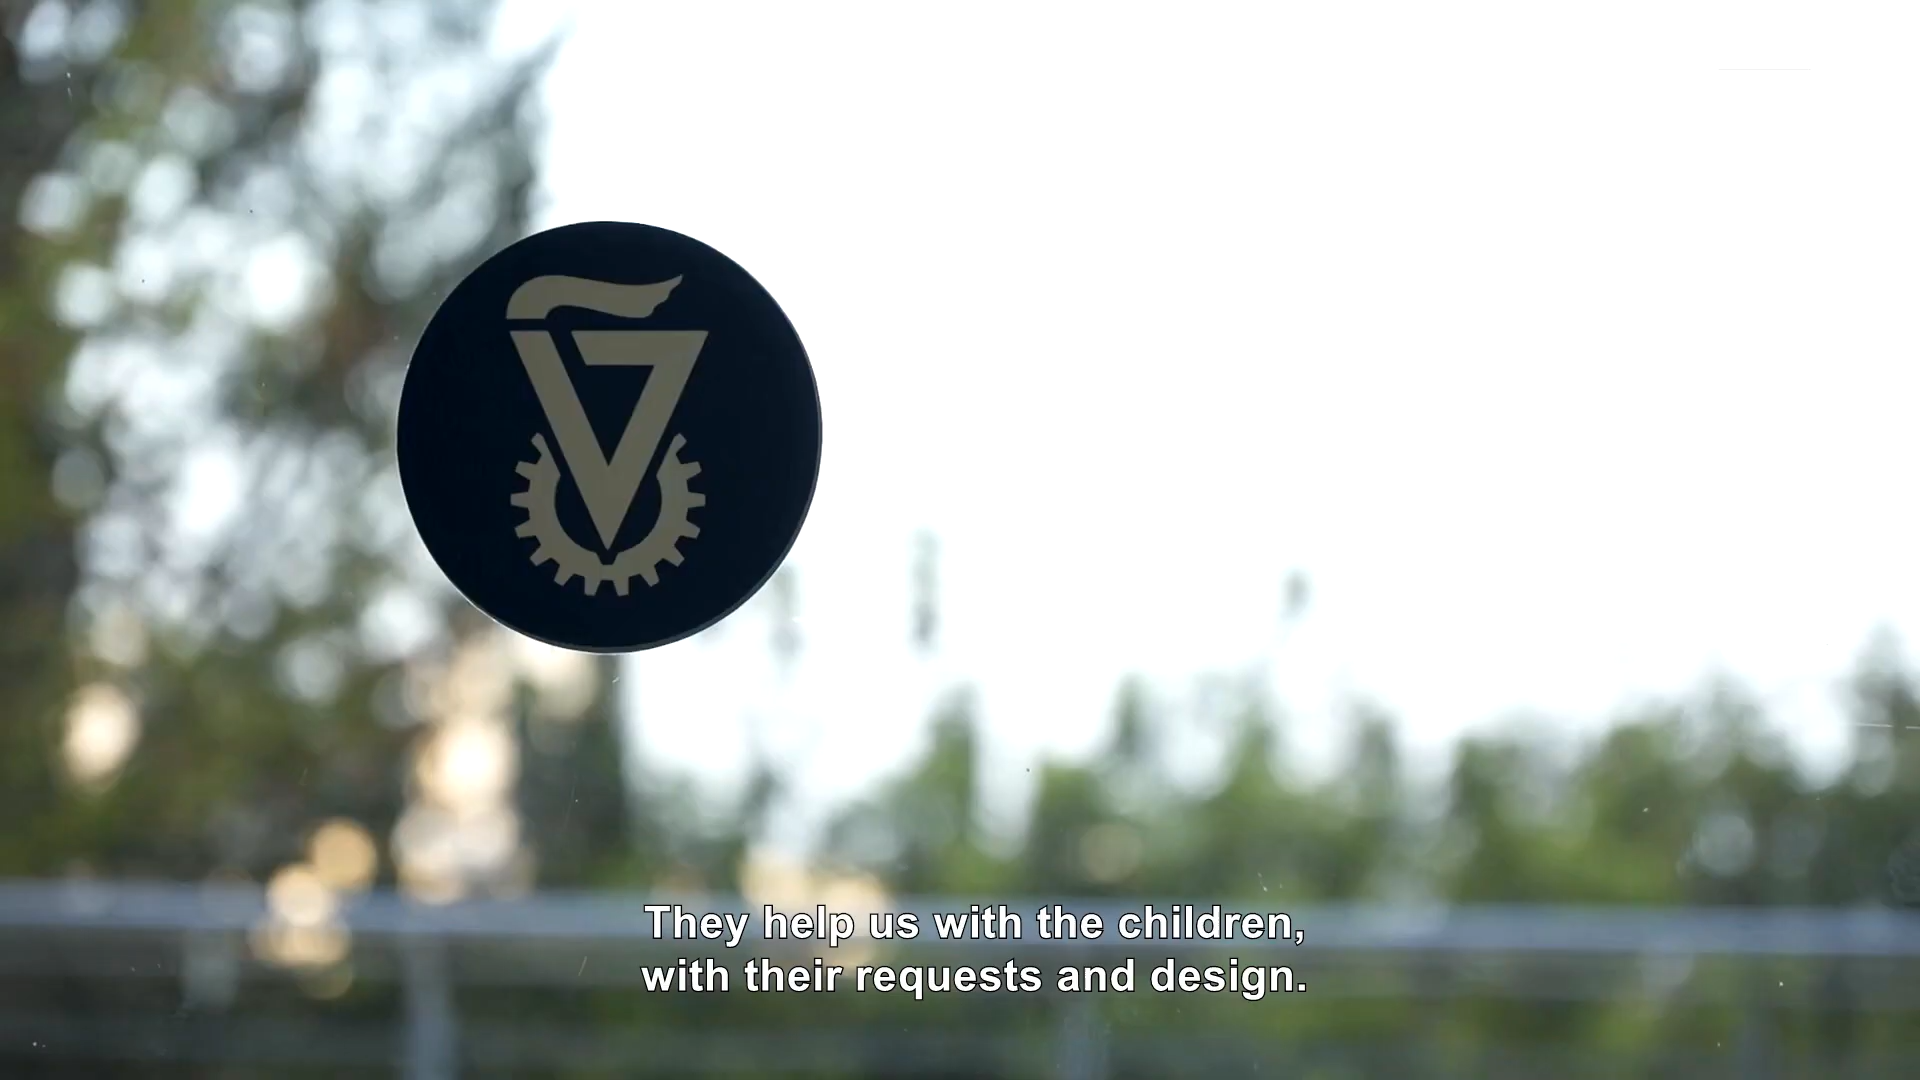 They help us with the children,
with their requests and design.